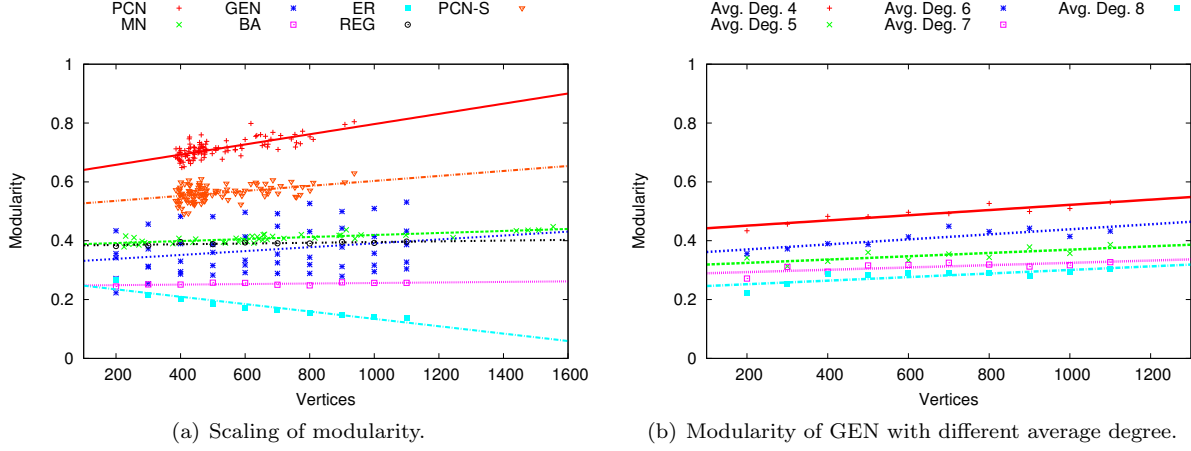 PCN GEN ER PCN-S
MN BA REG
1
0.8
0.6
0.4
0.2
0
Modularity
200 400 600 800 1000 1200 1400 1600
Vertices
(a) Scaling of modularity.
Avg. Deg. 4 Avg. Deg. 6 Avg. Deg. 8
Avg. Deg. 5 Avg. Deg. 7
1
0.8
0.6
0.4
0.2
0
Modularity
200 400 600 800 1000 1200
Vertices
(b) Modularity of GEN with different average degree.